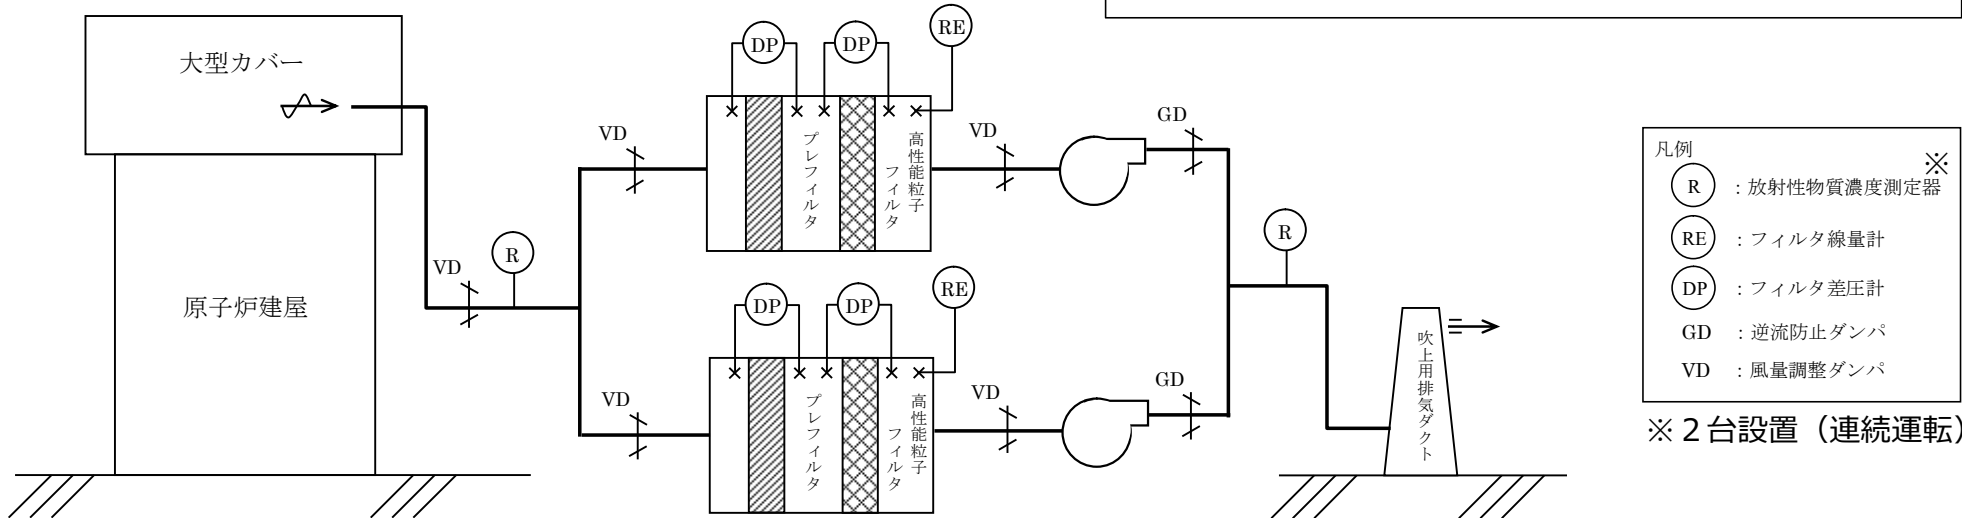 大型カバー
原子炉建屋
VD
R
VD
DP
DP
RE
プレフィルタ
高性能粒子
フィルタ
VD
GD
VD
DP
DP
RE
プレフィルタ
高性能粒子
フィルタ
VD
GD
R
吹上用排気ダクト
凡例
※
R : 放射性物質濃度測定器
RE : フィルタ線量計
DP : フィルタ差圧計
GD : 逆流防止ダンパ
VD : 風量調整ダンパ
※2台設置(連続運転)